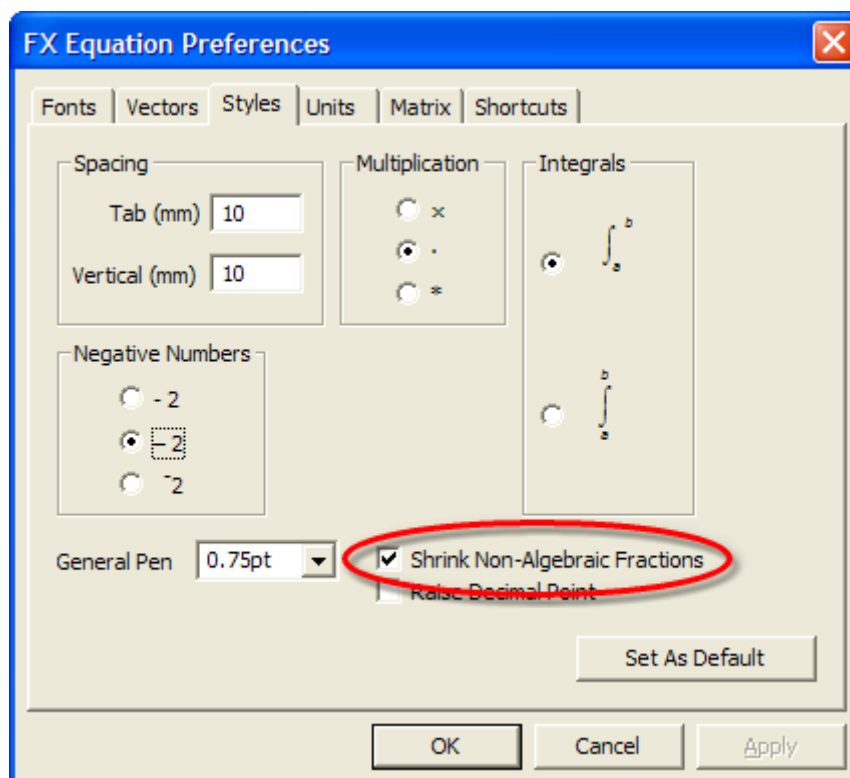 FX Equation Preferences
Fonts Vectors Styles Units Matrix Shortcuts
Spacing
Tab (mm) 10
Vertical (mm) 10
Multiplication
×
·
*
Integrals
∫ b a
b ∫ a
Negative Numbers
- 2
– 2
⁻2
General Pen 0.75pt
Shrink Non-Algebraic Fractions
Raise Decimal Point
Set As Default
OK Cancel Apply